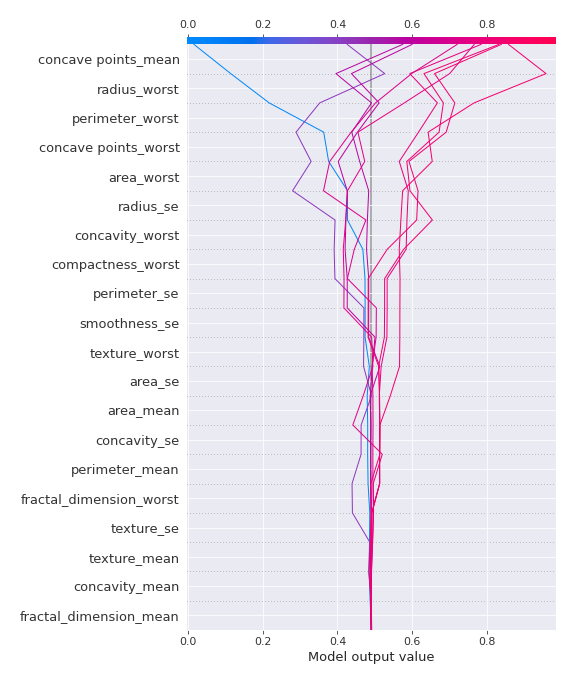 0.0 0.2 0.4 0.6 0.8
concave points_mean
radius_worst
perimeter_worst
concave points_worst
area_worst
radius_se
concavity_worst
compactness_worst
perimeter_se
smoothness_se
texture_worst
area_se
area_mean
concavity_se
perimeter_mean
fractal_dimension_worst
texture_se
texture_mean
concavity_mean
fractal_dimension_mean
0.0 0.2 0.4 0.6 0.8
Model output value